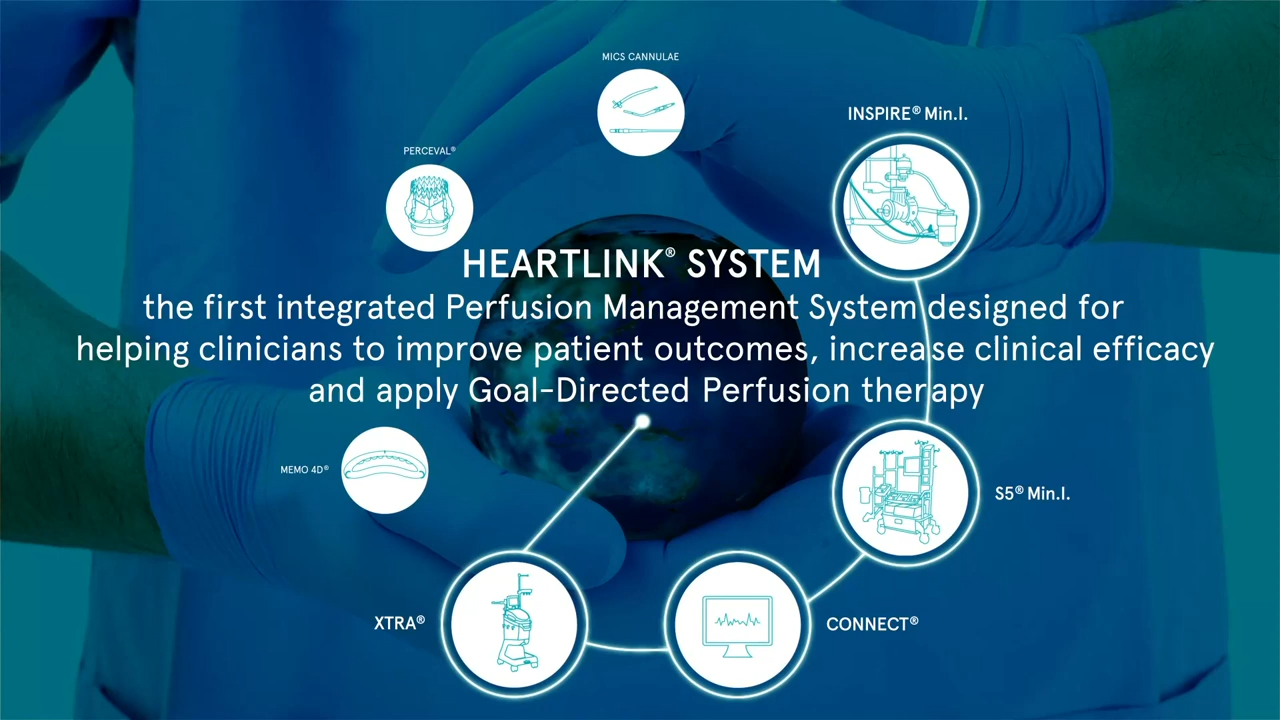 MICS CANNULAE
INSPIRE® Min.I.
PERCEVAL®
HEARTLINK® SYSTEM
the first integrated Perfusion Management System designed for
helping clinicians to improve patient outcomes, increase clinical efficacy
and apply Goal-Directed Perfusion therapy
MEMO 4D®
S5® Min.I.
XTRA®
CONNECT®